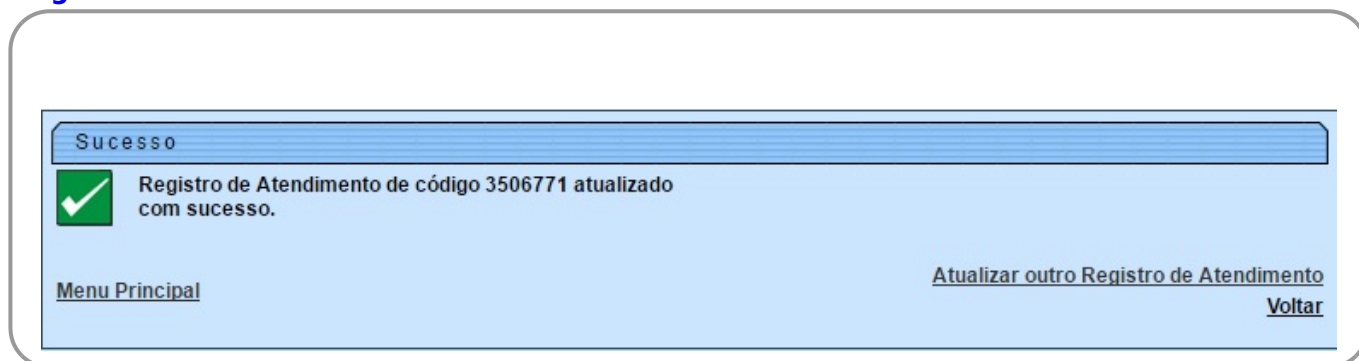 Sucesso
Registro de Atendimento de código 3506771 atualizado
com sucesso.
Atualizar outro Registro de Atendimento
Menu Principal
Voltar